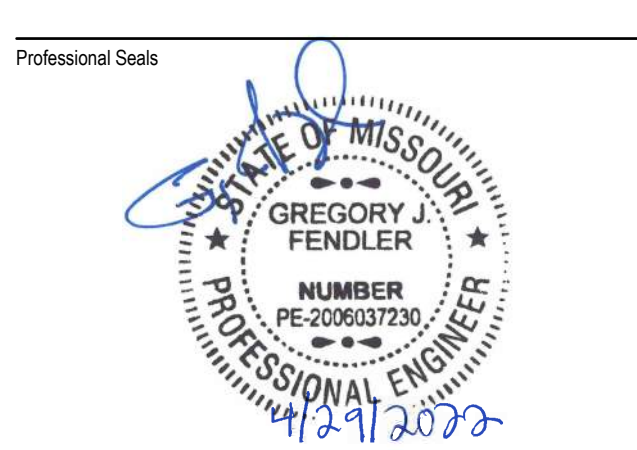 Professional Seals
STATE OF MISSOURI
GREGORY J.
FENDLER
NUMBER
PE-2006037230
PROFESSIONAL ENGINEER
4/29/2022